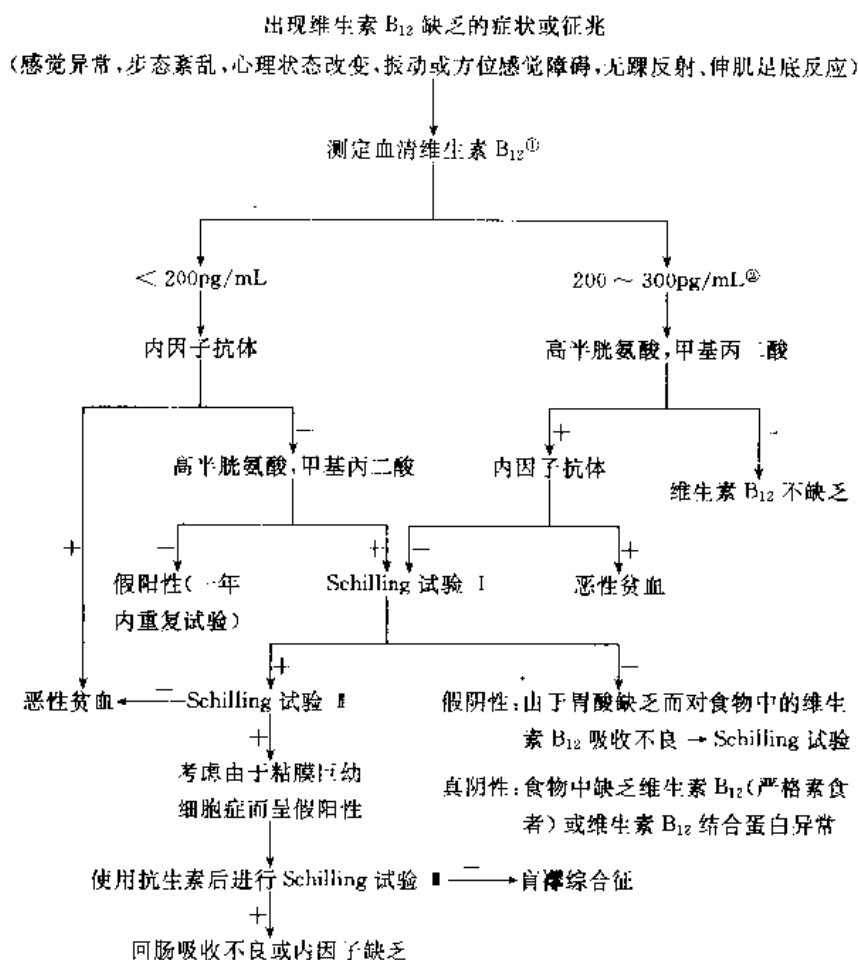 出现维生素 B₁₂ 缺乏的症状或征兆
(感觉异常,步态紊乱,心理状态改变、振动或方位感觉障碍,无踝反射、伸肌足底反应)
测定血清维生素 B₁₂①
< 200pg/mL
200 ~ 300pg/mL②
内因子抗体
高半胱氨酸,甲基丙二酸
−
+
-
高半胱氨酸,甲基丙二酸
内因子抗体
维生素 B₁₂ 不缺乏
+
−
+
−
+
假阳性(一年
内重复试验)
Schilling 试验 Ⅰ
恶性贫血
+
−
恶性贫血
−
Schilling 试验 Ⅱ
假阴性:由于胃酸缺乏而对食物中的维生
素 B₁₂ 吸收不良 → Schilling 试验
+
考虑由于粘膜巨幼
细胞症而呈假阳性
真阴性:食物中缺乏维生素 B₁₂(严格素食
者)或维生素 B₁₂ 结合蛋白异常
使用抗生素后进行 Schilling 试验
−
综合征
+
回肠吸收不良或内因子缺乏